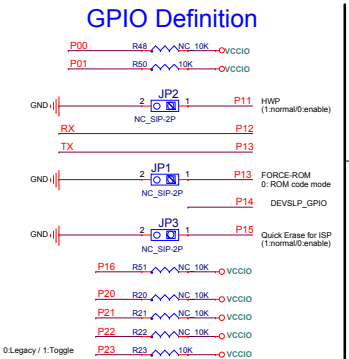 GPIO Definition
P00 R48 NC_10K VCCIO
P01 R50 10K VCCIO
JP2
GND 2 1 P11 HWP
(1:normal/0:enable)
NC_SIP-2P
RX P12
TX P13
JP1
GND 2 1 P13 FORCE-ROM
0: ROM code mode
NC_SIP-2P
P14 DEVSLP_GPIO
JP3
GND 2 1 P15 Quick Erase for ISP
(1:normal/0:enable)
NC_SIP-2P
P16 R51 NC_10K VCCIO
P20 R20 NC_10K VCCIO
P21 R21 NC_10K VCCIO
P22 R22 NC_10K VCCIO
0:Legacy / 1:Toggle P23 R23 10K VCCIO